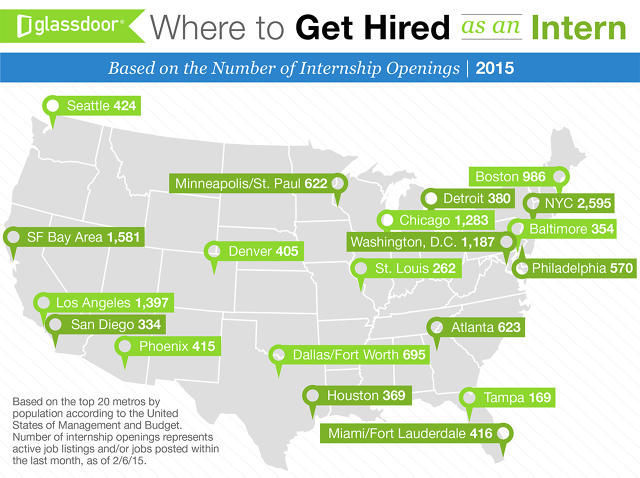 glassdoor®
Where to Get Hired as an Intern
Based on the Number of Internship Openings | 2015
Seattle 424
Boston 986
Minneapolis/St. Paul 622
Detroit 380
NYC 2,595
Chicago 1,283
Baltimore 354
SF Bay Area 1,581
Washington, D.C. 1,187
Denver 405
St. Louis 262
Philadelphia 570
Los Angeles 1,397
San Diego 334
Atlanta 623
Phoenix 415
Dallas/Fort Worth 695
Houston 369
Tampa 169
Miami/Fort Lauderdale 416
Based on the top 20 metros by
population according to the United
States of Management and Budget.
Number of internship openings represents
active job listings and/or jobs posted within
the last month, as of 2/6/15.